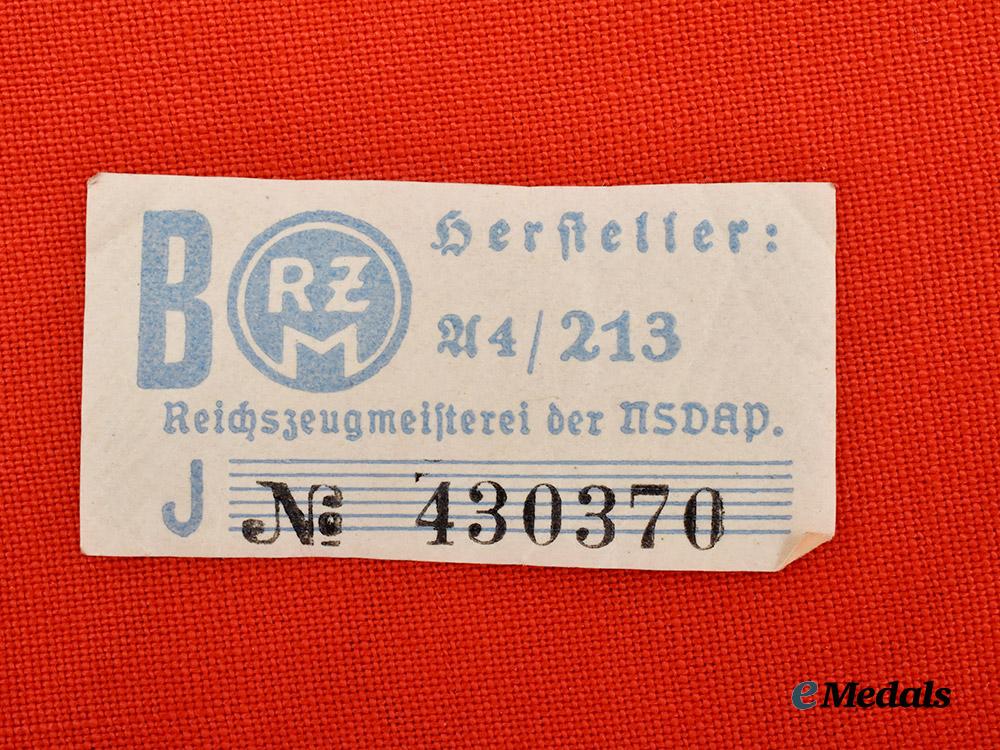 B RZM Hersteller:
A4/213
Reichszeugmeisterei der NSDAP.
J № 430370
eMedals